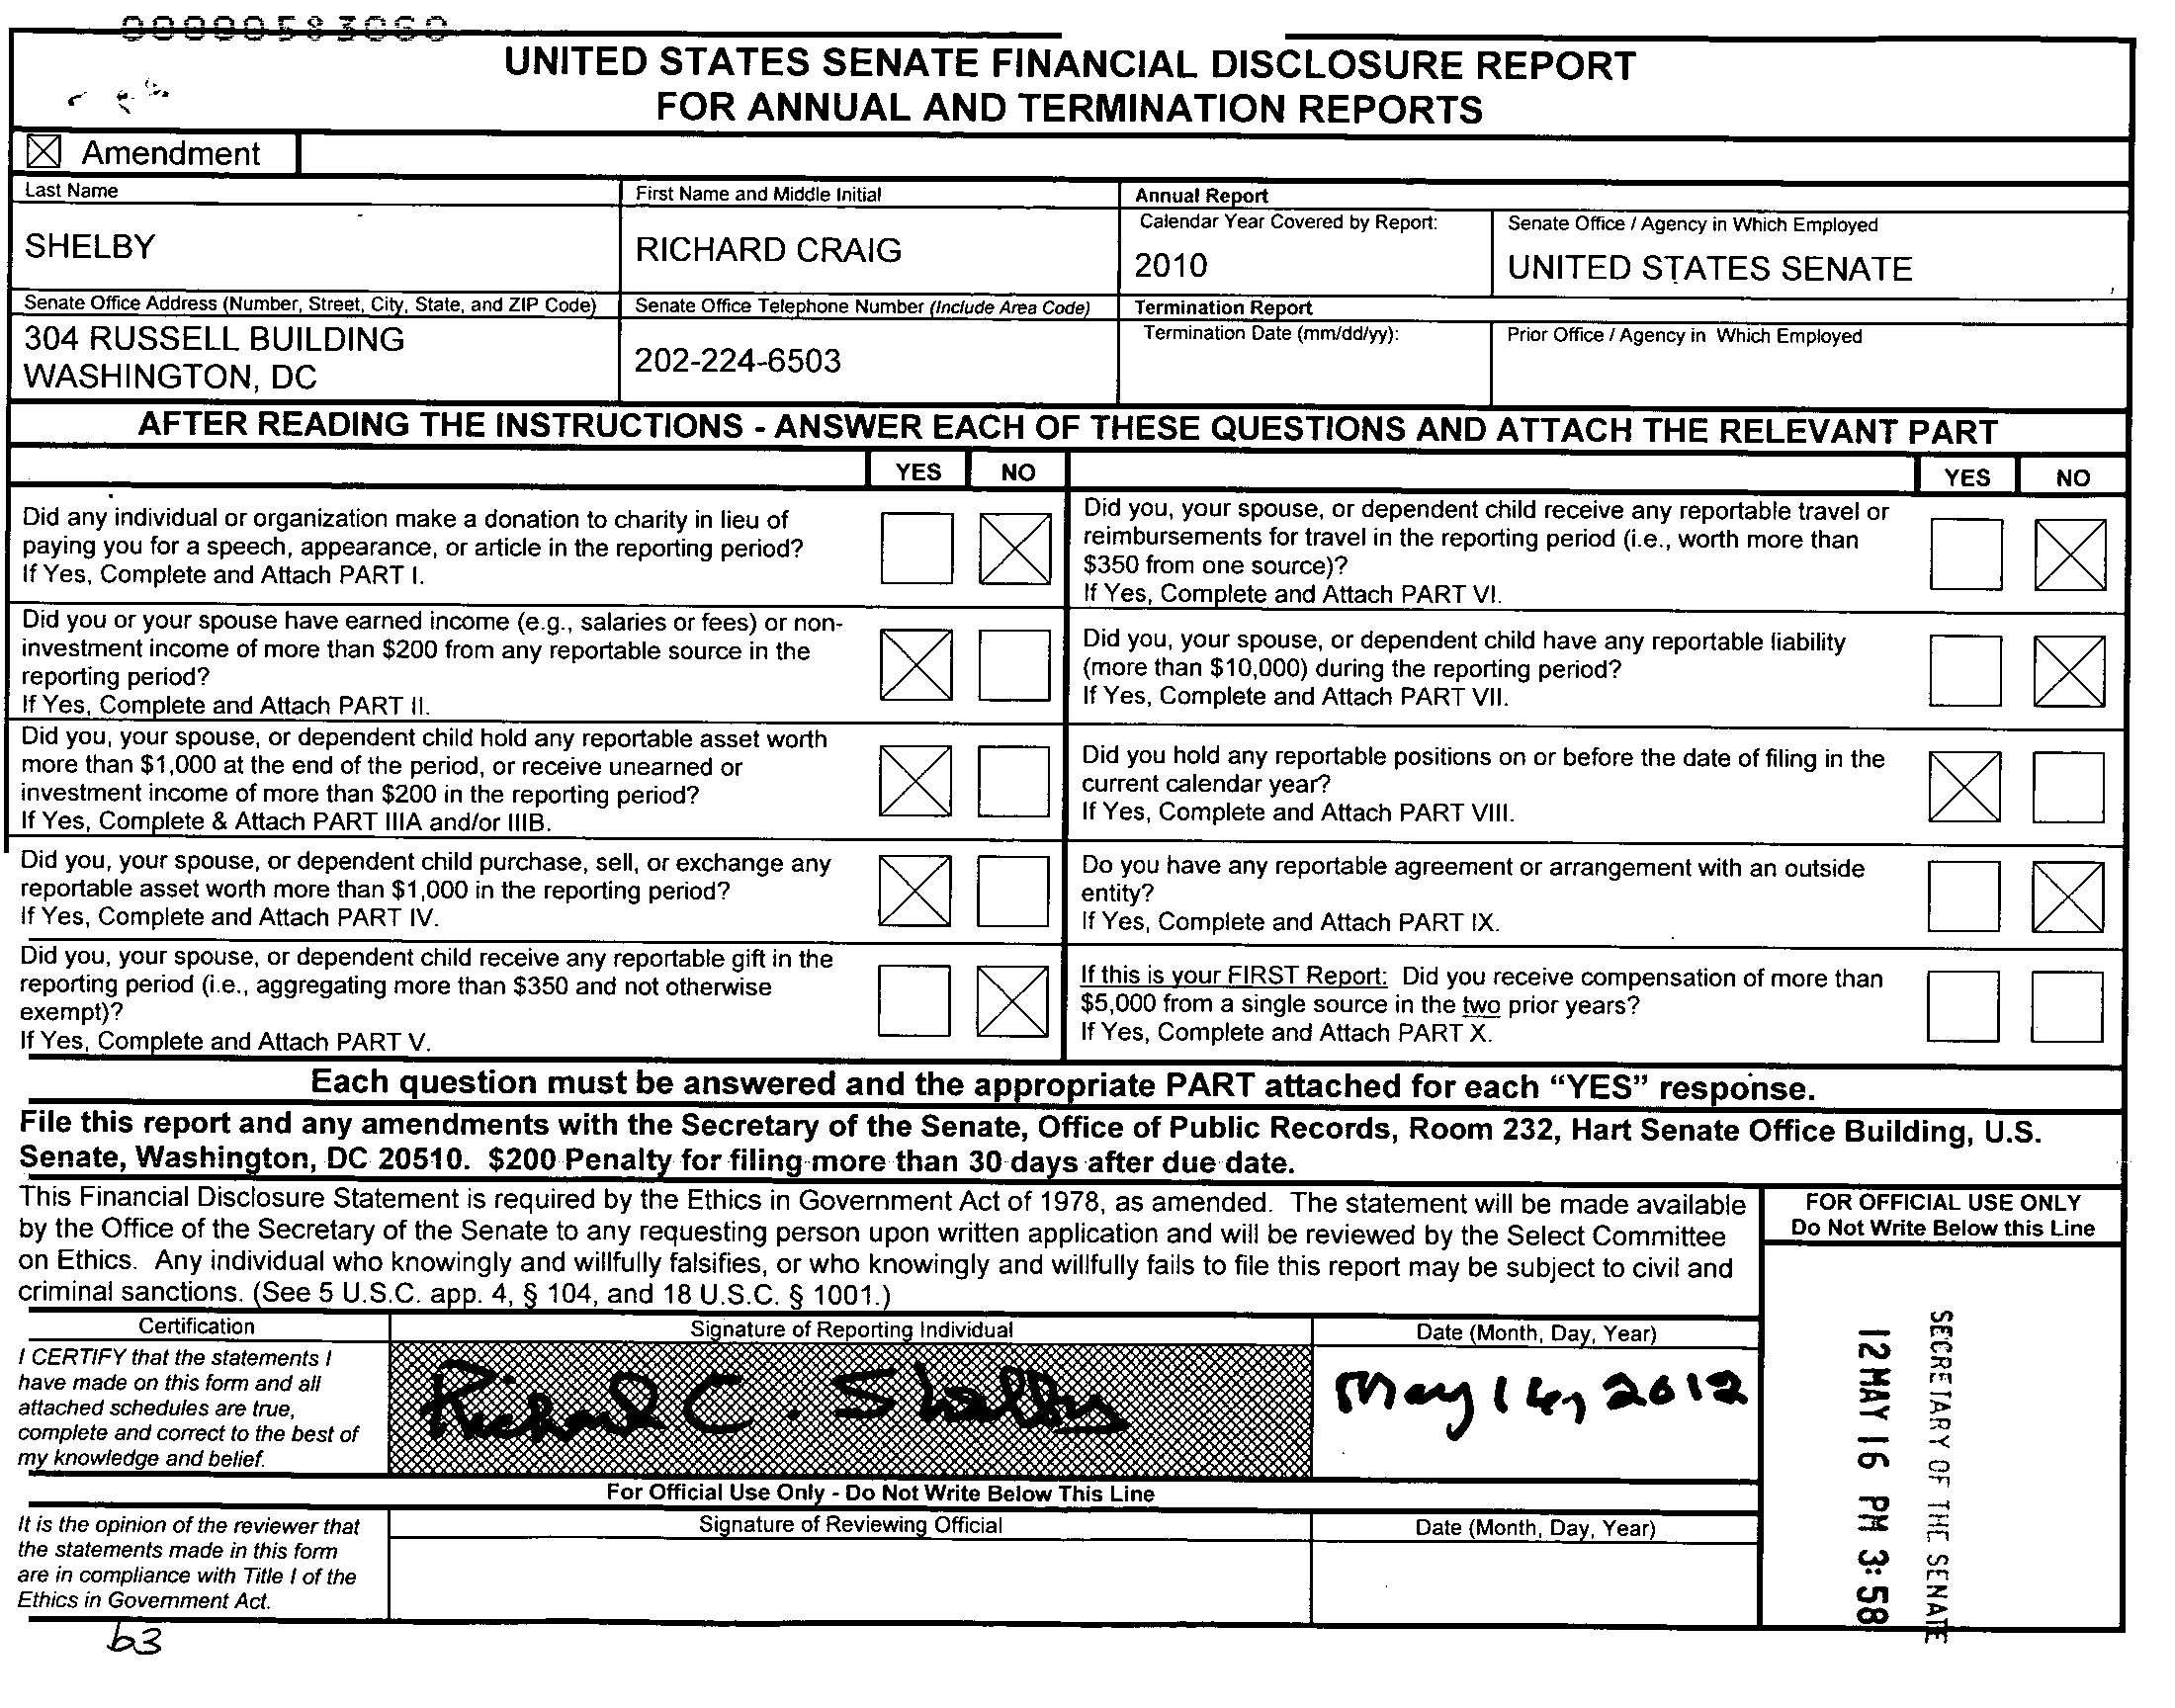 00000583060
UNITED STATES SENATE FINANCIAL DISCLOSURE REPORT
FOR ANNUAL AND TERMINATION REPORTS
Amendment
Last Name
First Name and Middle Initial
Annual Report
Calendar Year Covered by Report:
Senate Office / Agency in Which Employed
SHELBY
RICHARD CRAIG
2010
UNITED STATES SENATE
Senate Office Address (Number, Street, City, State, and ZIP Code)
Senate Office Telephone Number (Include Area Code)
Termination Report
Termination Date (mm/dd/yy):
Prior Office / Agency in Which Employed
304 RUSSELL BUILDING
WASHINGTON, DC
202-224-6503
AFTER READING THE INSTRUCTIONS - ANSWER EACH OF THESE QUESTIONS AND ATTACH THE RELEVANT PART
YES NO
YES NO
Did any individual or organization make a donation to charity in lieu of
paying you for a speech, appearance, or article in the reporting period?
If Yes, Complete and Attach PART I.
Did you, your spouse, or dependent child receive any reportable travel or
reimbursements for travel in the reporting period (i.e., worth more than
$350 from one source)?
If Yes, Complete and Attach PART VI.
Did you or your spouse have earned income (e.g., salaries or fees) or non-
investment income of more than $200 from any reportable source in the
reporting period?
If Yes, Complete and Attach PART II.
Did you, your spouse, or dependent child have any reportable liability
(more than $10,000) during the reporting period?
If Yes, Complete and Attach PART VII.
Did you, your spouse, or dependent child hold any reportable asset worth
more than $1,000 at the end of the period, or receive unearned or
investment income of more than $200 in the reporting period?
If Yes, Complete & Attach PART IIIA and/or IIIB.
Did you hold any reportable positions on or before the date of filing in the
current calendar year?
If Yes, Complete and Attach PART VIII.
Did you, your spouse, or dependent child purchase, sell, or exchange any
reportable asset worth more than $1,000 in the reporting period?
If Yes, Complete and Attach PART IV.
Do you have any reportable agreement or arrangement with an outside
entity?
If Yes, Complete and Attach PART IX.
Did you, your spouse, or dependent child receive any reportable gift in the
reporting period (i.e., aggregating more than $350 and not otherwise
exempt)?
If Yes, Complete and Attach PART V.
If this is your FIRST Report: Did you receive compensation of more than
$5,000 from a single source in the two prior years?
If Yes, Complete and Attach PART X.
Each question must be answered and the appropriate PART attached for each “YES” response.
File this report and any amendments with the Secretary of the Senate, Office of Public Records, Room 232, Hart Senate Office Building, U.S.
Senate, Washington, DC 20510. $200 Penalty for filing more than 30 days after due date.
This Financial Disclosure Statement is required by the Ethics in Government Act of 1978, as amended. The statement will be made available
by the Office of the Secretary of the Senate to any requesting person upon written application and will be reviewed by the Select Committee
on Ethics. Any individual who knowingly and willfully falsifies, or who knowingly and willfully fails to file this report may be subject to civil and
criminal sanctions. (See 5 U.S.C. app. 4, § 104, and 18 U.S.C. § 1001.)
FOR OFFICIAL USE ONLY
Do Not Write Below this Line
Certification
Signature of Reporting Individual
Date (Month, Day, Year)
I CERTIFY that the statements I
have made on this form and all
attached schedules are true,
complete and correct to the best of
my knowledge and belief.
Richard C. Shelby
May 14, 2012
For Official Use Only - Do Not Write Below This Line
It is the opinion of the reviewer that
the statements made in this form
are in compliance with Title I of the
Ethics in Government Act.
Signature of Reviewing Official
Date (Month, Day, Year)
SECRETARY OF THE SENATE
12 MAY 16 PM 3:58
b3